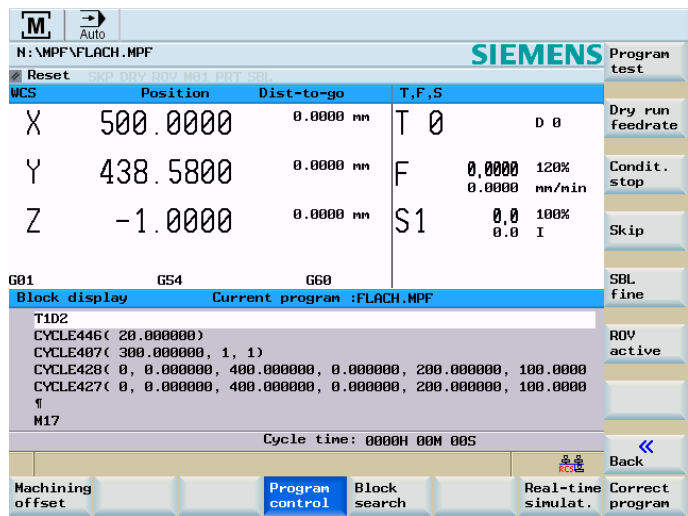 M
Auto
N:\MPF\FLACH.MPF
SIEMENS
Reset SKP DRY ROV M01 PRT SBL
WCS Position Dist-to-go T,F,S
X 500.0000 0.0000 mm T 0 D 0
Y 438.5800 0.0000 mm F 0,0000 120%
0.0000 mm/min
Z -1.0000 0.0000 mm S1 0,0 100%
0.0 I
G01 G54 G60
Block display Current program :FLACH.MPF
T1D2
CYCLE446( 20.000000)
CYCLE407( 300.000000, 1, 1)
CYCLE428( 0, 0.000000, 400.000000, 0.000000, 200.000000, 100.0000
CYCLE427( 0, 0.000000, 400.000000, 0.000000, 200.000000, 100.0000
¶
M17
Cycle time: 0000H 00M 00S
RCS
Program
test
Dry run
feedrate
Condit.
stop
Skip
SBL
fine
ROV
active
«
Back
Machining
offset
Program
control
Block
search
Real-time
simulat.
Correct
program